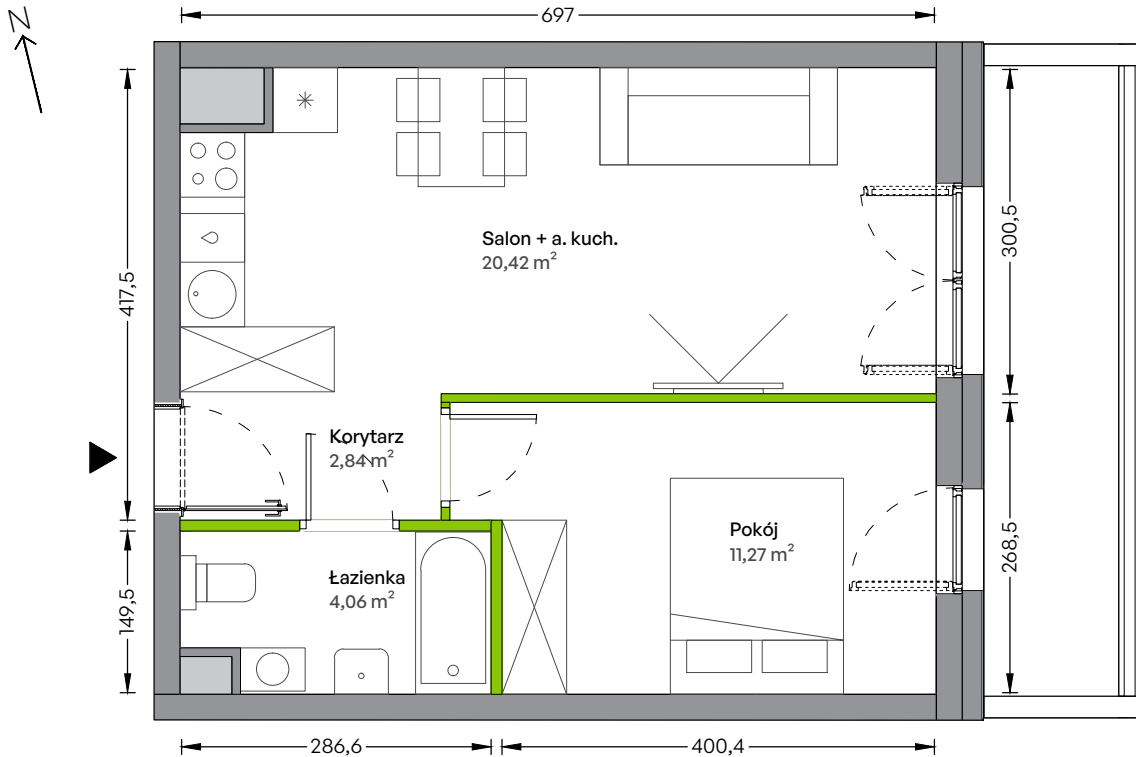 N
697
Salon + a. kuch.
20,42 m²
300,5
417,5
Korytarz
2,84 m²
Pokój
11,27 m²
268,5
Łazienka
4,06 m²
149,5
286,6
400,4